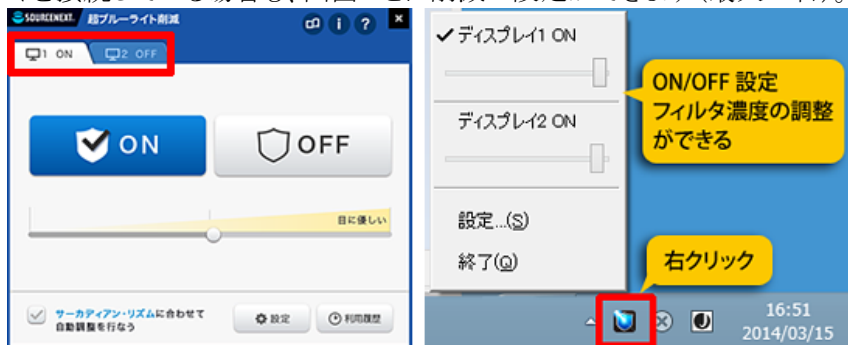 SOURCENEXT. 超ブルーライト削減
i ?
1 ON 2 OFF
ON OFF
目に優しい
サーカディアン・リズムに合わせて
自動調整を行なう
設定 利用履歴
ディスプレイ1 ON
ディスプレイ2 ON
設定...(S)
終了(Q)
ON/OFF 設定
フィルタ濃度の調整
ができる
右クリック
16:51
2014/03/15